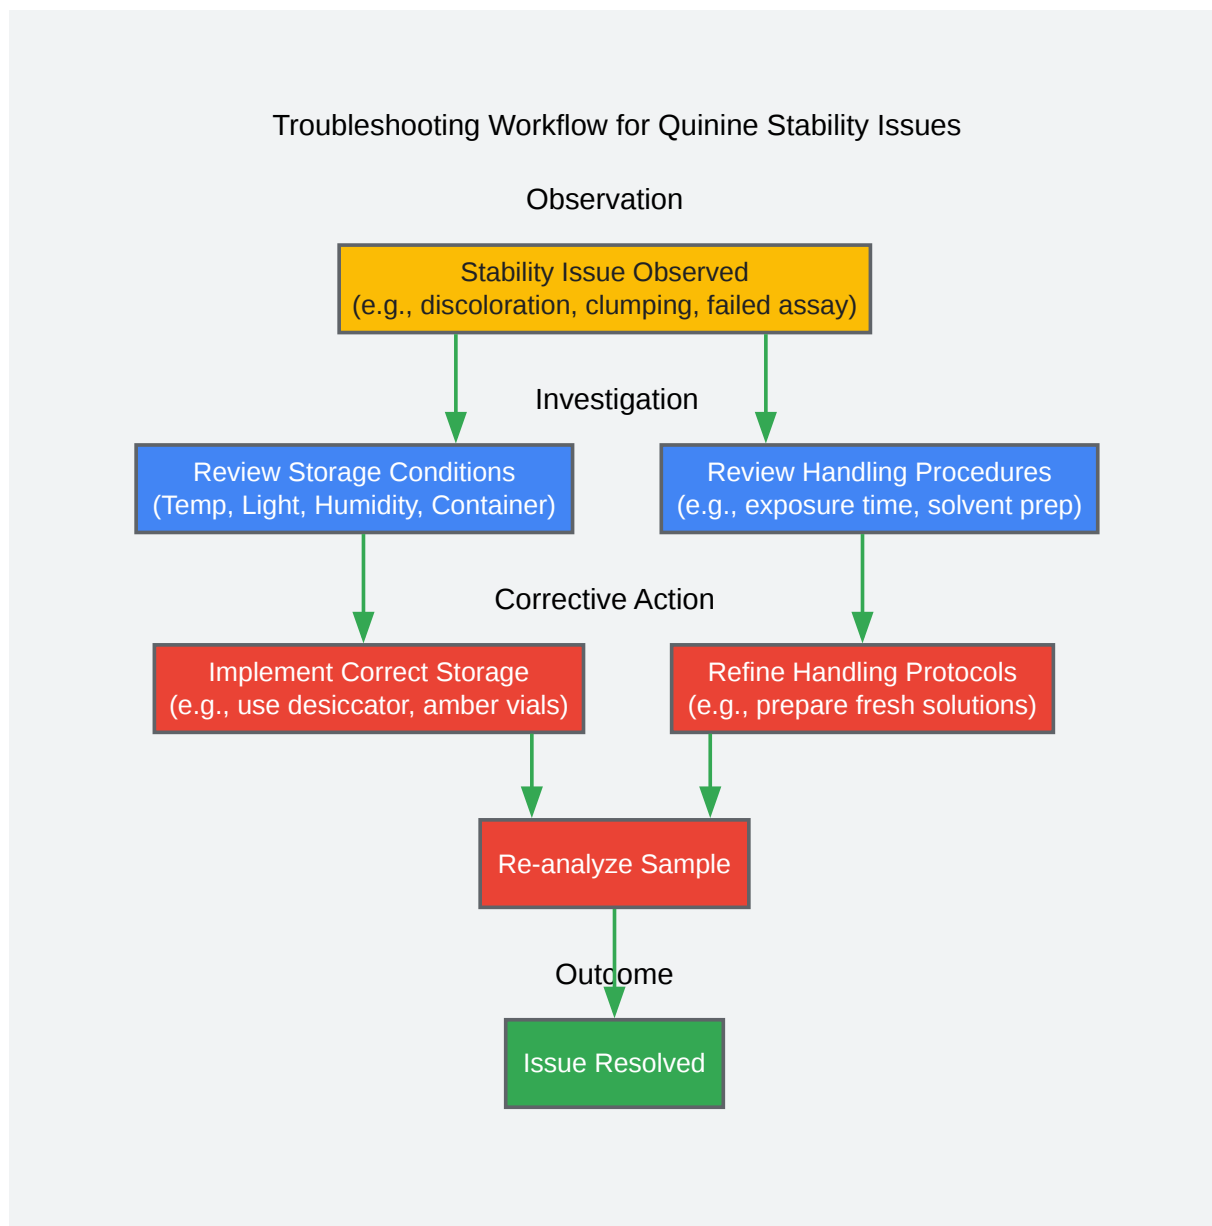 Troubleshooting Workflow for Quinine Stability Issues
Observation
Stability Issue Observed
(e.g., discoloration, clumping, failed assay)
Investigation
Review Storage Conditions
(Temp, Light, Humidity, Container)
Review Handling Procedures
(e.g., exposure time, solvent prep)
Corrective Action
Implement Correct Storage
(e.g., use desiccator, amber vials)
Refine Handling Protocols
(e.g., prepare fresh solutions)
Re-analyze Sample
Outcome
Issue Resolved